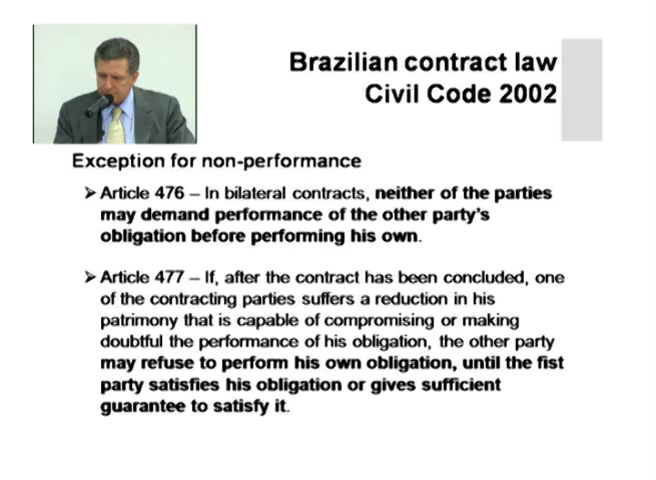 Brazilian contract law
Civil Code 2002
Exception for non-performance
➤ Article 476 – In bilateral contracts, neither of the parties
may demand performance of the other party's
obligation before performing his own.
➤ Article 477 – If, after the contract has been concluded, one
of the contracting parties suffers a reduction in his
patrimony that is capable of compromising or making
doubtful the performance of his obligation, the other party
may refuse to perform his own obligation, until the fist
party satisfies his obligation or gives sufficient
guarantee to satisfy it.